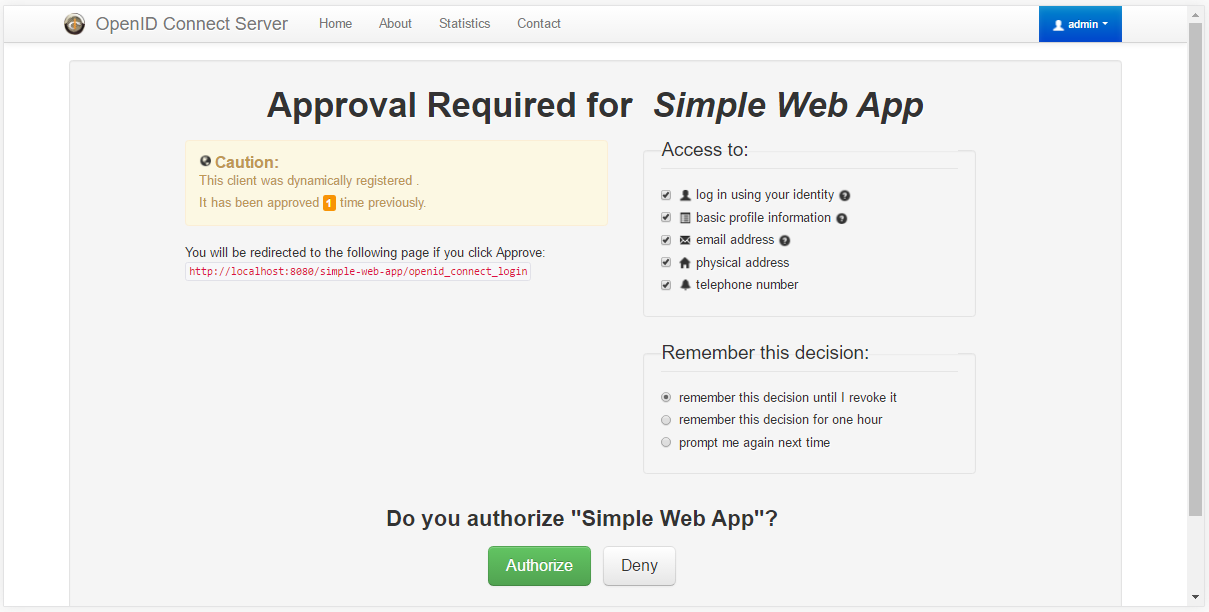 OpenID Connect Server Home About Statistics Contact admin
Approval Required for Simple Web App
Caution:
This client was dynamically registered .
It has been approved 1 time previously.
You will be redirected to the following page if you click Approve:
http://localhost:8080/simple-web-app/openid_connect_login
Access to:
log in using your identity ?
basic profile information ?
email address ?
physical address
telephone number
Remember this decision:
remember this decision until I revoke it
remember this decision for one hour
prompt me again next time
Do you authorize "Simple Web App"?
Authorize Deny